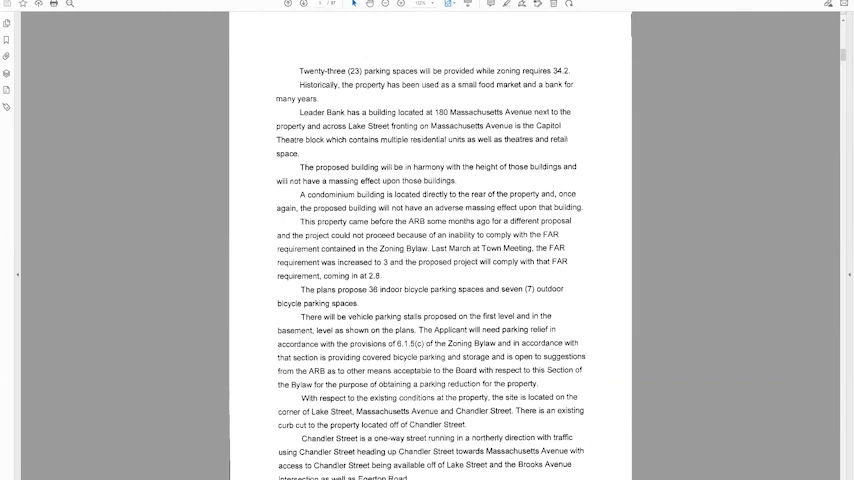 Twenty-three (23) parking spaces will be provided while zoning requires 34.2.
Historically, the property has been used as a small food market and a bank for
many years.
Leader Bank has a building located at 180 Massachusetts Avenue next to the
property and across Lake Street fronting on Massachusetts Avenue is the Capitol
Theatre block which contains multiple residential units as well as theatres and retail
space.
The proposed building will be in harmony with the height of those buildings and
will not have a massing effect upon those buildings.
A condominium building is located directly to the rear of the property and, once
again, the proposed building will not have an adverse massing effect upon that building.
This property came before the ARB some months ago for a different proposal
and the project could not proceed because of an inability to comply with the FAR
requirement contained in the Zoning Bylaw. Last March at Town Meeting, the FAR
requirement was increased to 3 and the proposed project will comply with that FAR
requirement, coming in at 2.8.
The plans propose 36 indoor bicycle parking spaces and seven (7) outdoor
bicycle parking spaces.
There will be vehicle parking stalls proposed on the first level and in the
basement, level as shown on the plans. The Applicant will need parking relief in
accordance with the provisions of 6.1.5(c) of the Zoning Bylaw and in accordance with
that section is providing covered bicycle parking and storage and is open to suggestions
from the ARB as to other means acceptable to the Board with respect to this Section of
the Bylaw for the purpose of obtaining a parking reduction for the property.
With respect to the existing conditions at the property, the site is located on the
corner of Lake Street, Massachusetts Avenue and Chandler Street. There is an existing
curb cut to the property located off of Chandler Street.
Chandler Street is a one-way street running in a northerly direction with traffic
using Chandler Street heading up Chandler Street towards Massachusetts Avenue with
access to Chandler Street being available off of Lake Street and the Brooks Avenue
intersection as well as Egerton Road.